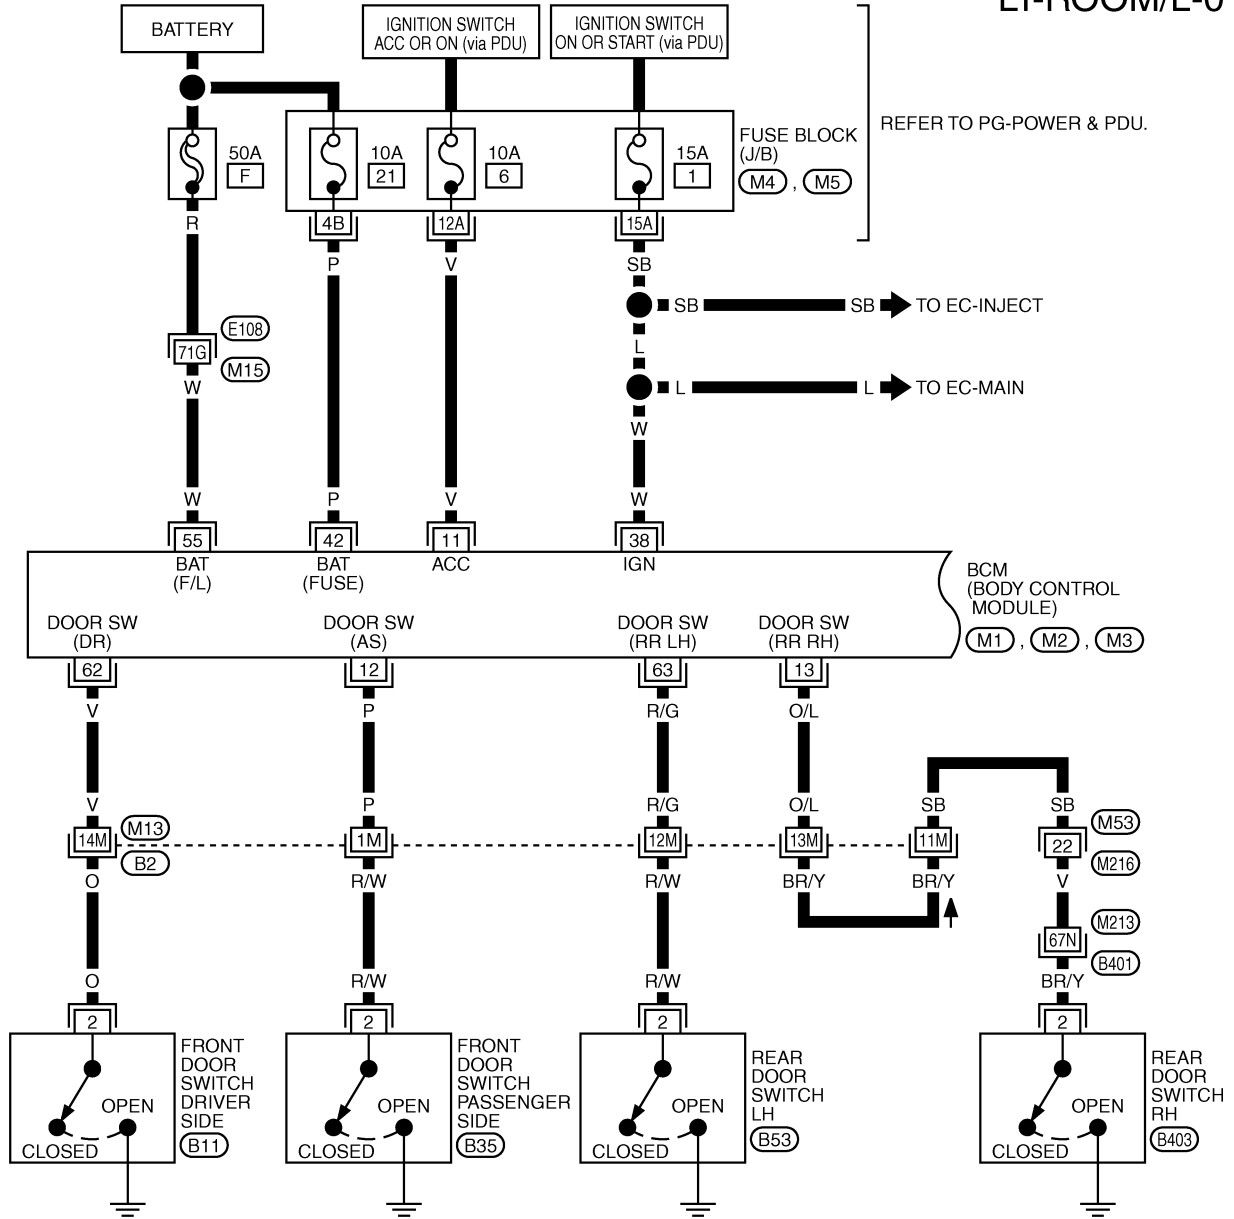 BATTERY
IGNITION SWITCH
ACC OR ON (via PDU)
IGNITION SWITCH
ON OR START (via PDU)
REFER TO PG-POWER & PDU.
50A
F
10A
21
10A
6
15A
1
FUSE BLOCK
(J/B)
M4 , M5
4B
12A
15A
R
P
V
SB
SB
SB
TO EC-INJECT
E108
71G
M15
L
W
L
L
TO EC-MAIN
W
W
P
V
W
55
42
11
38
BAT
(F/L)
BAT
(FUSE)
ACC
IGN
BCM
(BODY CONTROL
MODULE)
M1 , M2 , M3
DOOR SW
(DR)
DOOR SW
(AS)
DOOR SW
(RR LH)
DOOR SW
(RR RH)
62
12
63
13
V
P
R/G
O/L
V
P
R/G
O/L
SB
SB
M13
14M
B2
1M
12M
13M
11M
M53
22
M216
O
R/W
R/W
BR/Y
BR/Y
V
M213
67N
B401
O
R/W
R/W
BR/Y
2
2
2
2
FRONT
DOOR
SWITCH
DRIVER
SIDE
B11
OPEN
CLOSED
FRONT
DOOR
SWITCH
PASSENGER
SIDE
B35
OPEN
CLOSED
REAR
DOOR
SWITCH
LH
B53
OPEN
CLOSED
REAR
DOOR
SWITCH
RH
B403
OPEN
CLOSED